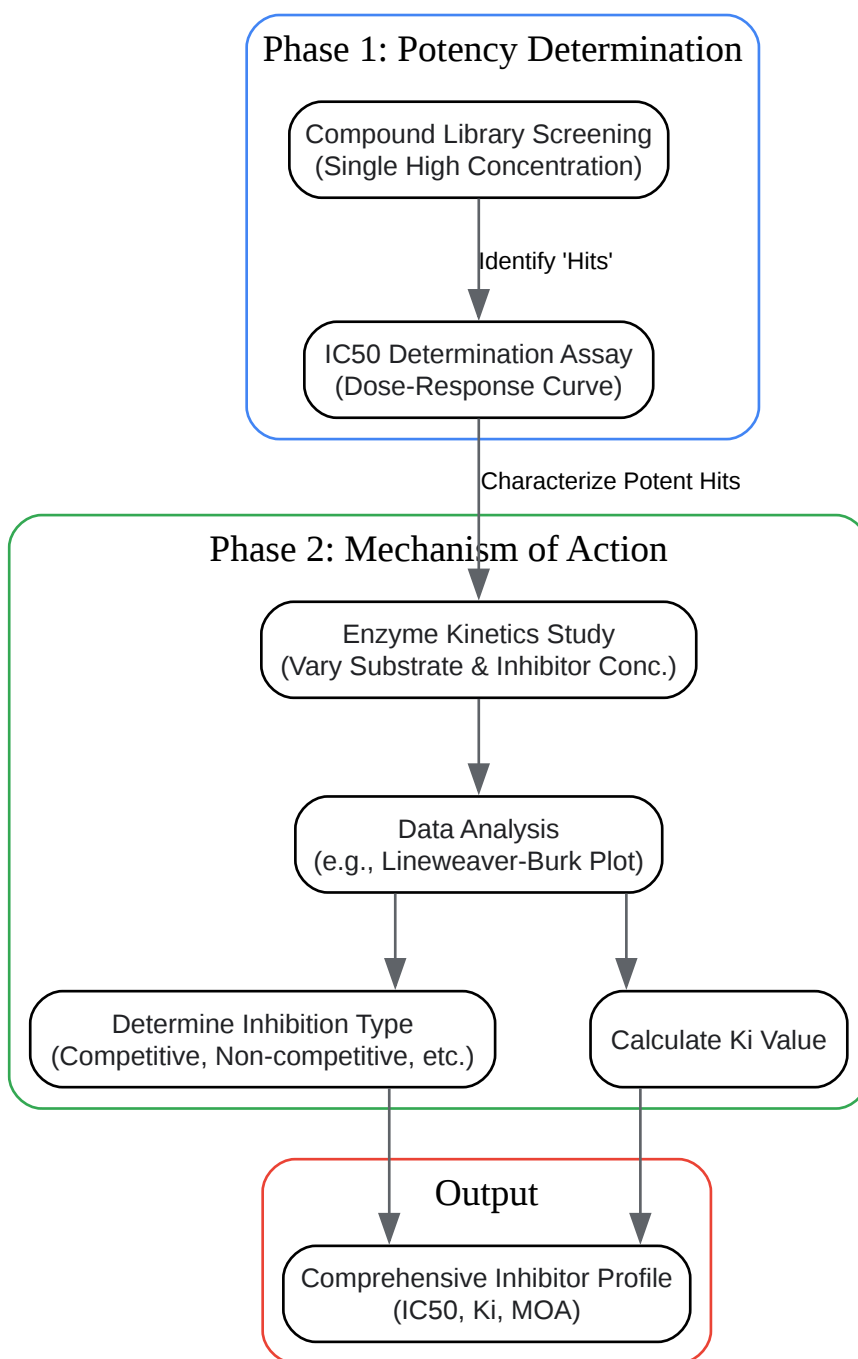 Phase 1: Potency Determination
Compound Library Screening
(Single High Concentration)
Identify 'Hits'
IC50 Determination Assay
(Dose-Response Curve)
Characterize Potent Hits
Phase 2: Mechanism of Action
Enzyme Kinetics Study
(Vary Substrate & Inhibitor Conc.)
Data Analysis
(e.g., Lineweaver-Burk Plot)
Determine Inhibition Type
(Competitive, Non-competitive, etc.)
Calculate Ki Value
Output
Comprehensive Inhibitor Profile
(IC50, Ki, MOA)